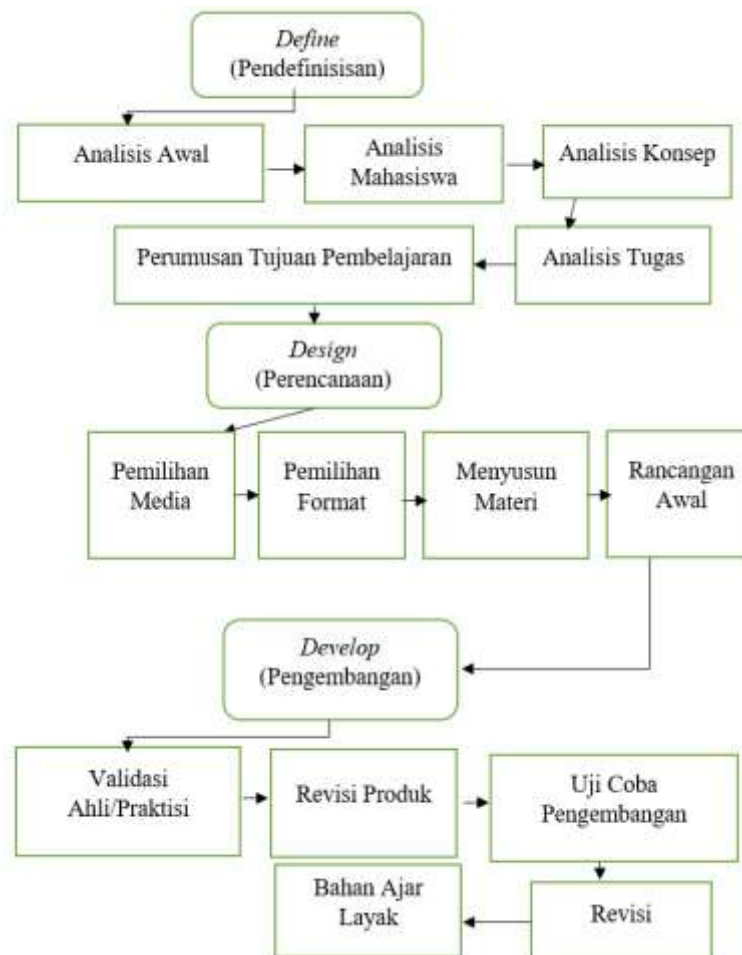 Define
(Pendefinisisan)
Analisis Awal
Analisis
Mahasiswa
Analisis Konsep
Perumusan Tujuan Pembelajaran
Analisis Tugas
Design
(Perencanaan)
Pemilihan
Media
Pemilihan
Format
Menyusun
Materi
Rancangan
Awal
Develop
(Pengembangan)
Validasi
Ahli/Praktisi
Revisi Produk
Uji Coba
Pengembangan
Bahan Ajar
Layak
Revisi